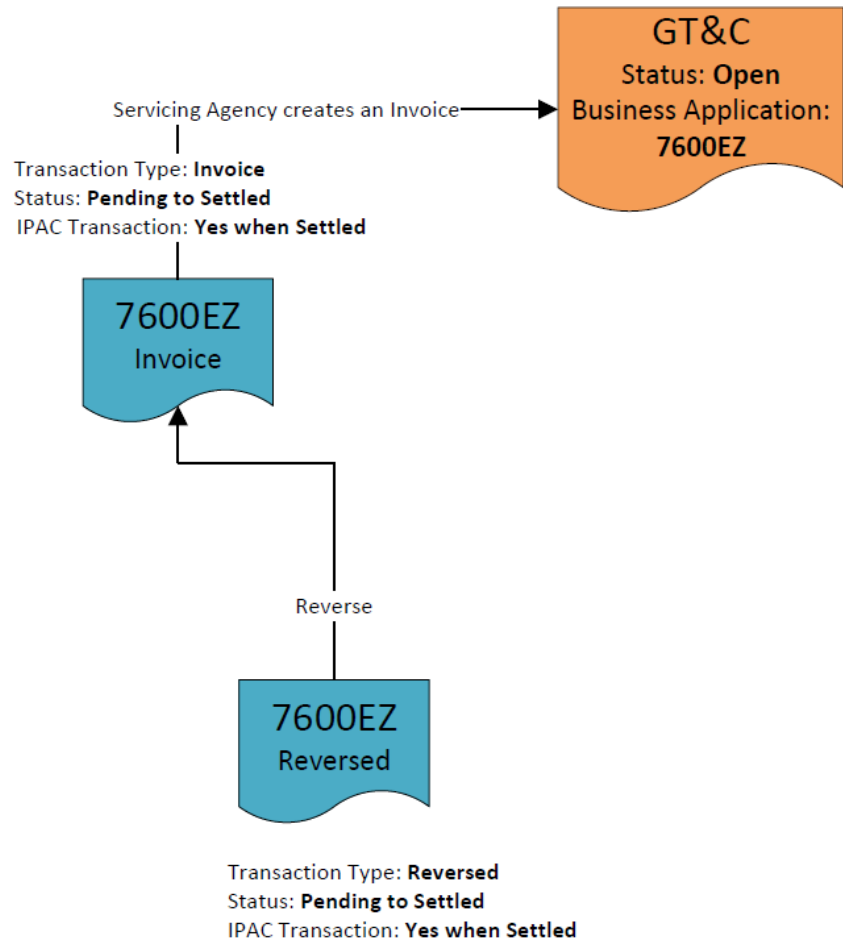 GT&C
Status: Open
Business Application:
7600EZ
Servicing Agency creates an Invoice
Transaction Type: Invoice
Status: Pending to Settled
IPAC Transaction: Yes when Settled
7600EZ
Invoice
Reverse
7600EZ
Reversed
Transaction Type: Reversed
Status: Pending to Settled
IPAC Transaction: Yes when Settled